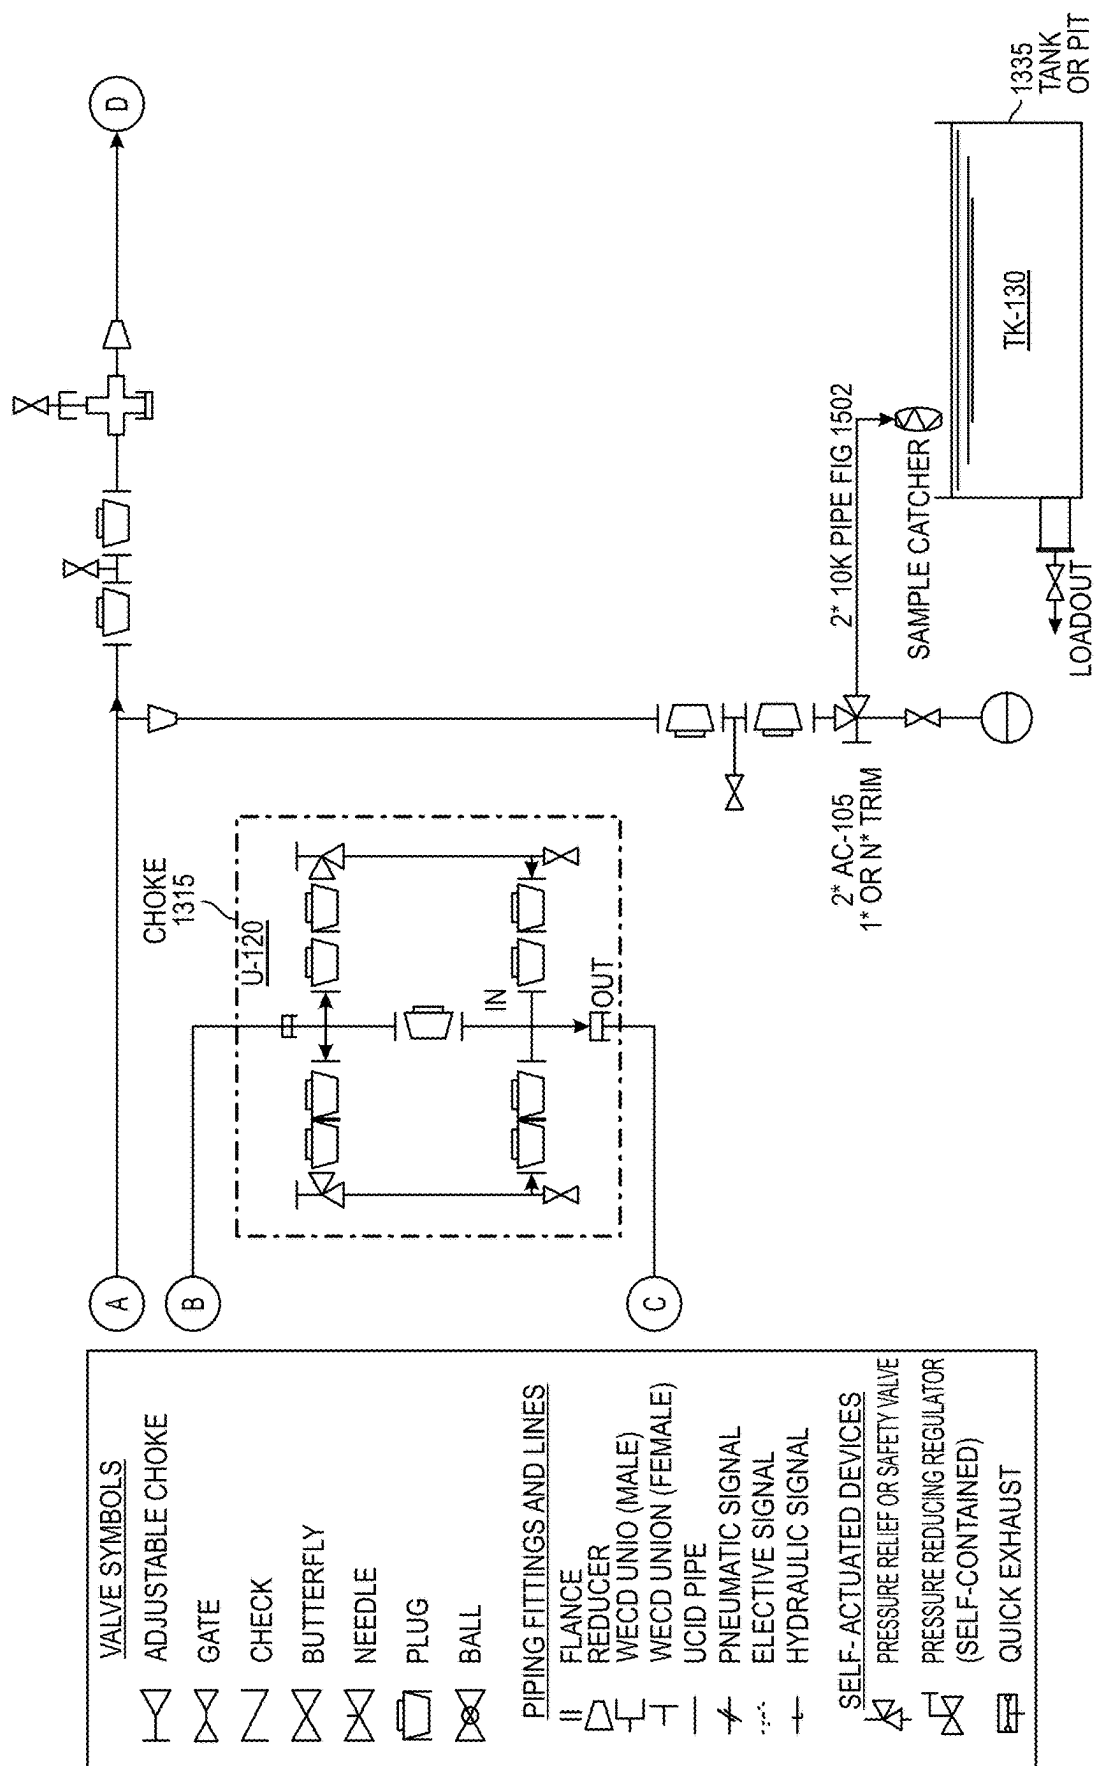 VALVE SYMBOLS
ADJUSTABLE CHOKE
GATE
CHECK
BUTTERFLY
NEEDLE
PLUG
BALL
PIPING FITTINGS AND LINES
FLANCE
REDUCER
WECD UNIO (MALE)
WECD UNION (FEMALE)
UCID PIPE
PNEUMATIC SIGNAL
ELECTIVE SIGNAL
HYDRAULIC SIGNAL
SELF- ACTUATED DEVICES
PRESSURE RELIEF OR SAFETY VALVE
PRESSURE REDUCING REGULATOR
(SELF-CONTAINED)
QUICK EXHAUST
A
B
C
D
CHOKE
1315
U-120
IN
OUT
2* AC-105
1* OR N* TRIM
2* 10K PIPE FIG 1502
SAMPLE CATCHER
LOADOUT
TK-130
1335
TANK
OR PIT